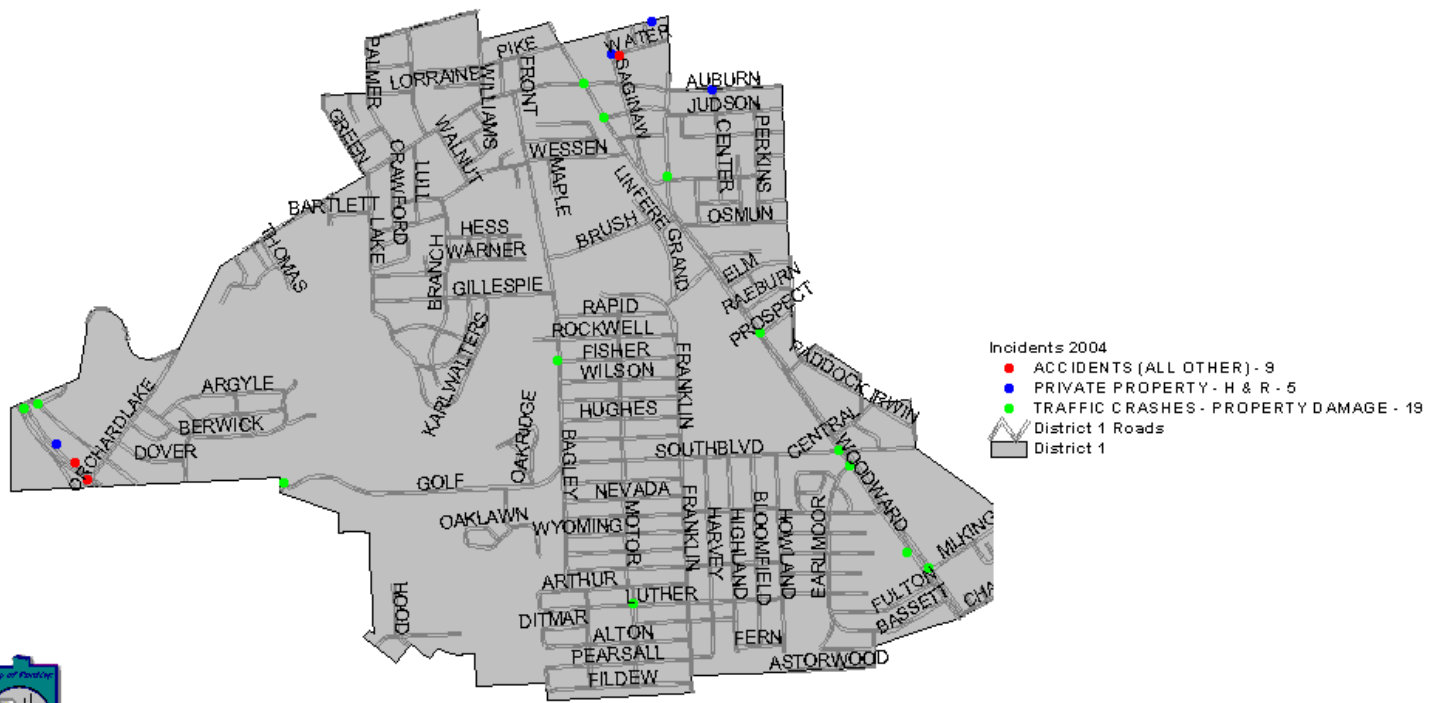 WATER
PIKE
PALMER
LORRAINE
WILLIAMS
FRONT
SAGINAW
AUBURN
JUDSON
GREEN
WALNUT
CENTER
PERKINS
CRAWFORD
LULL
WESSEN
MAPLE
LINFERE
BARTLETT
LAKE
OSMUN
THOMAS
HESS
WARNER
BRUSH
GRAND
BRANCH
GILLESPIE
ELM
RAEBURN
PROSPECT
RAPID
ROCKWELL
KARL WALTERS
FISHER
WILSON
FRANKLIN
PADDOCK
IRWIN
Incidents 2004
ACCIDENTS (ALL OTHER) - 9
PRIVATE PROPERTY - H & R - 5
TRAFFIC CRASHES - PROPERTY DAMAGE - 19
District 1 Roads
District 1
ARGYLE
BERWICK
ORCHARD LAKE
DOVER
OAKRIDGE
HUGHES
CENTRAL
SOUTHBLVD
WOODWARD
BAGLEY
GOLF
NEVADA
OAKLAWN
WYOMING
MOTOR
FRANKLIN
HARVEY
HIGHLAND
BLOOMFIELD
HOWLAND
EARLMOOR
MLKING
ARTHUR
LUTHER
FULTON
BASSETT
CHA
HOOD
DITMAR
ALTON
FERN
PEARSALL
ASTORWOOD
FILDEW